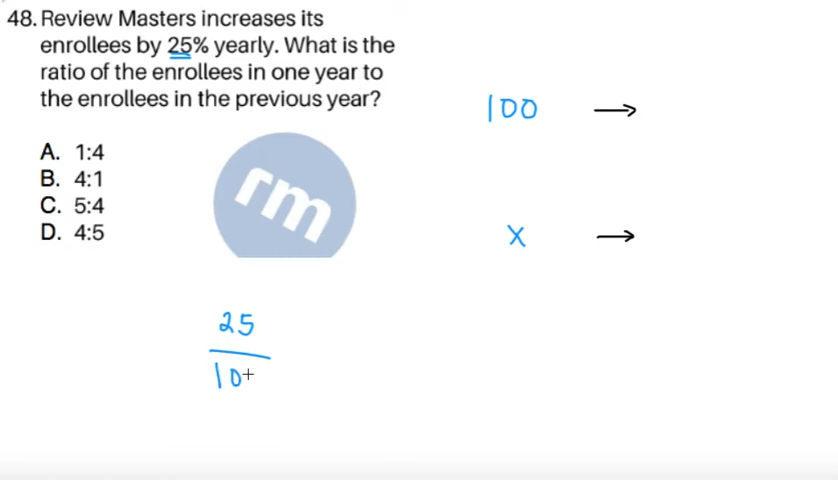 48. Review Masters increases its
enrollees by 25% yearly. What is the
ratio of the enrollees in one year to
the enrollees in the previous year?
A. 1:4
B. 4:1
C. 5:4
D. 4:5
rm
100 →
x →
25
10